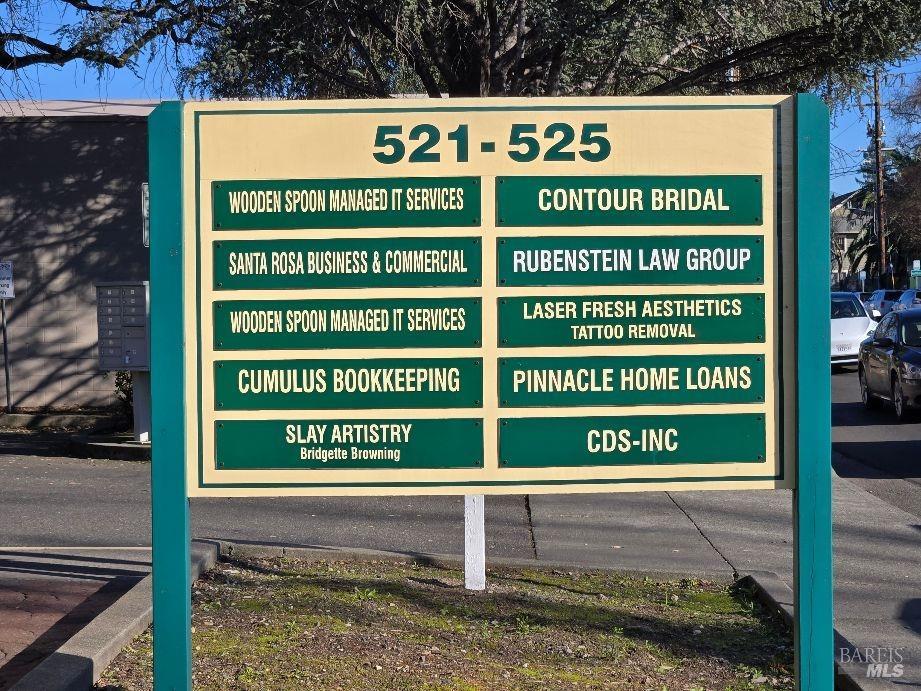 521-525
WOODEN SPOON MANAGED IT SERVICES
SANTA ROSA BUSINESS & COMMERCIAL
WOODEN SPOON MANAGED IT SERVICES
CUMULUS BOOKKEEPING
SLAY ARTISTRY
Bridgette Browning
CONTOUR BRIDAL
RUBENSTEIN LAW GROUP
LASER FRESH AESTHETICS
TATTOO REMOVAL
PINNACLE HOME LOANS
CDS-INC
BAREIS
MLS